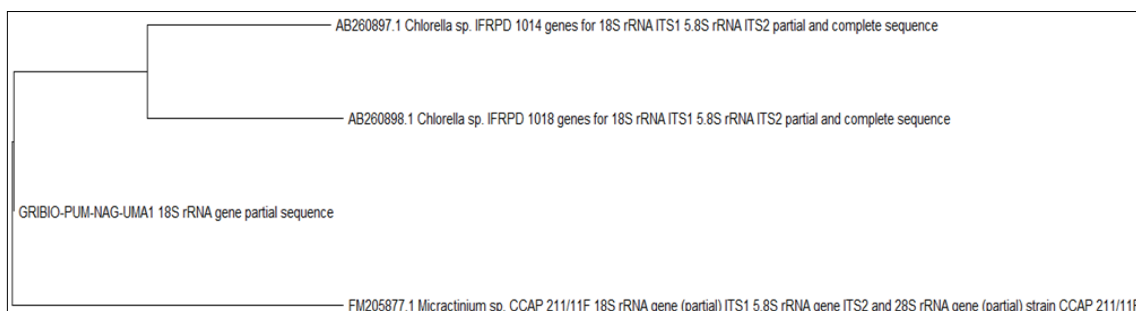 AB260897.1 Chlorella sp. IFRPD 1014 genes for 18S rRNA ITS1 5.8S rRNA ITS2 partial and complete sequence
AB260898.1 Chlorella sp. IFRPD 1018 genes for 18S rRNA ITS1 5.8S rRNA ITS2 partial and complete sequence
GRIBIO-PUM-NAG-UMA1 18S rRNA gene partial sequence
FM205877.1 Micractinium sp. CCAP 211/11F 18S rRNA gene (partial) ITS1 5.8S rRNA gene ITS2 and 28S rRNA gene (partial) strain CCAP 211/11F